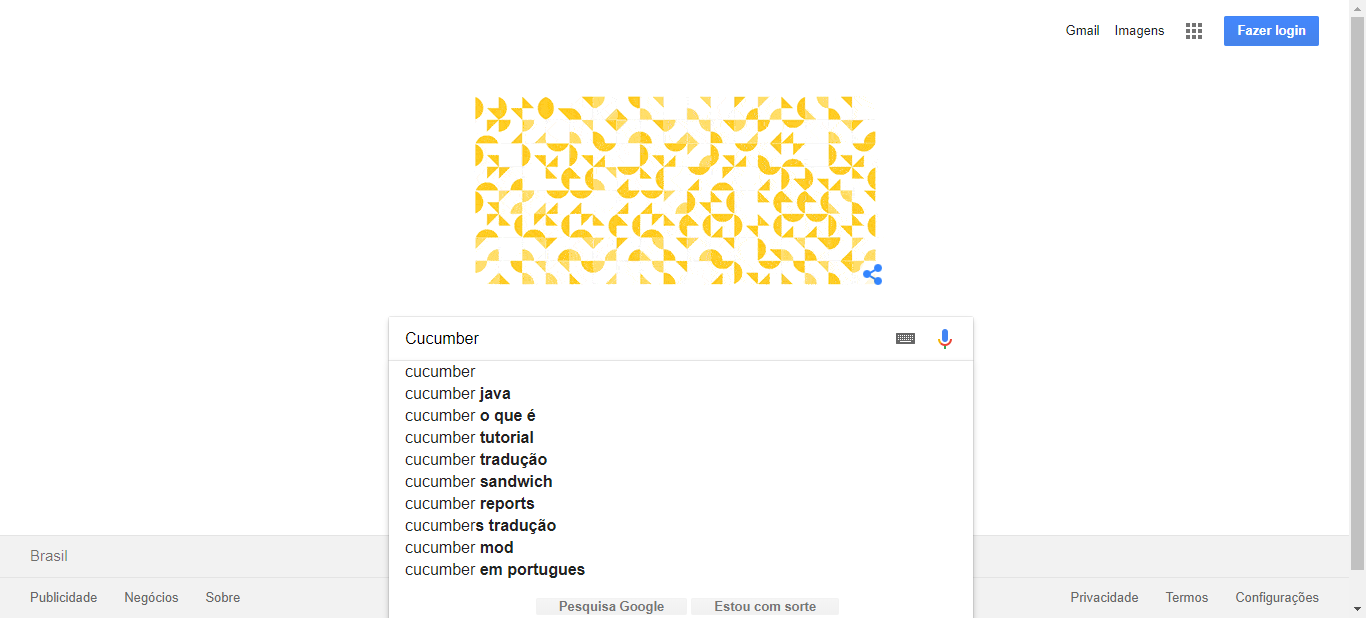 Gmail Imagens Fazer login
Cucumber
cucumber
cucumber java
cucumber o que é
cucumber tutorial
cucumber tradução
cucumber sandwich
cucumber reports
cucumbers tradução
cucumber mod
cucumber em portugues
Pesquisa Google Estou com sorte
Brasil
Publicidade Negócios Sobre Privacidade Termos Configurações